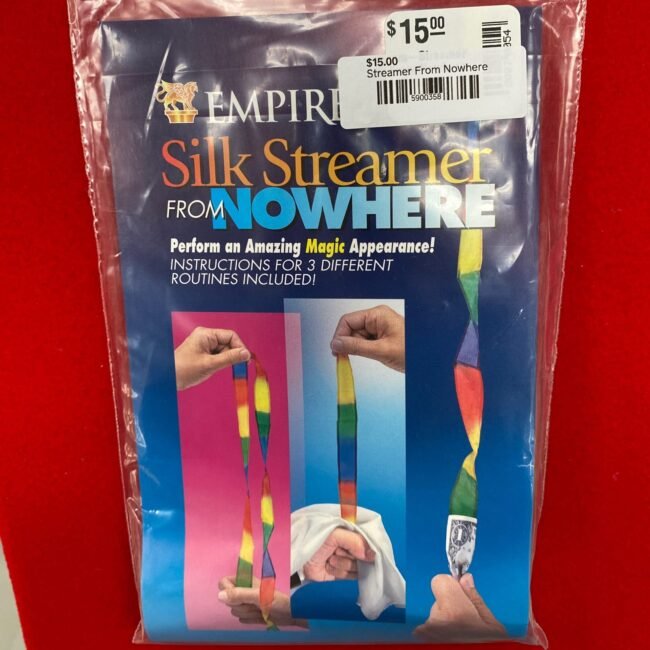 $15.00
$15.00
Streamer From Nowhere
5900358
EMPIRE
Silk Streamer
FROM NOWHERE
Perform an Amazing Magic Appearance!
INSTRUCTIONS FOR 3 DIFFERENT
ROUTINES INCLUDED!
1